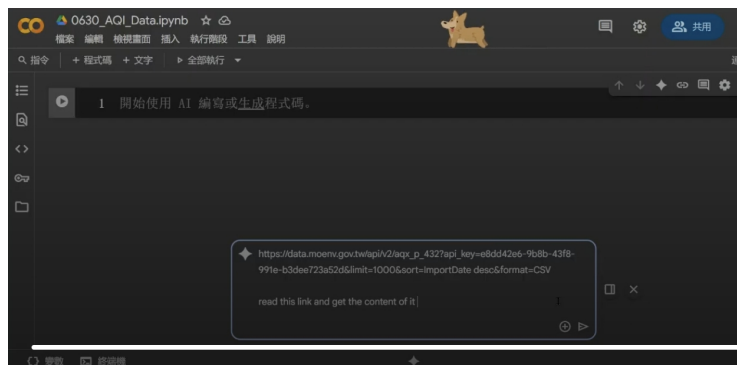 0630_AQI_Data.ipynb
檔案 編輯 檢視畫面 插入 執行階段 工具 說明
共用
指令 + 程式碼 + 文字 全部執行
1 開始使用 AI 編寫或生成程式碼。
https://data.moenv.gov.tw/api/v2/aqx_p_432?api_key=e8dd42e6-9b8b-43f8-
991e-b3dee723a52d&limit=1000&sort=ImportDate desc&format=CSV
read this link and get the content of it
變數 終端機